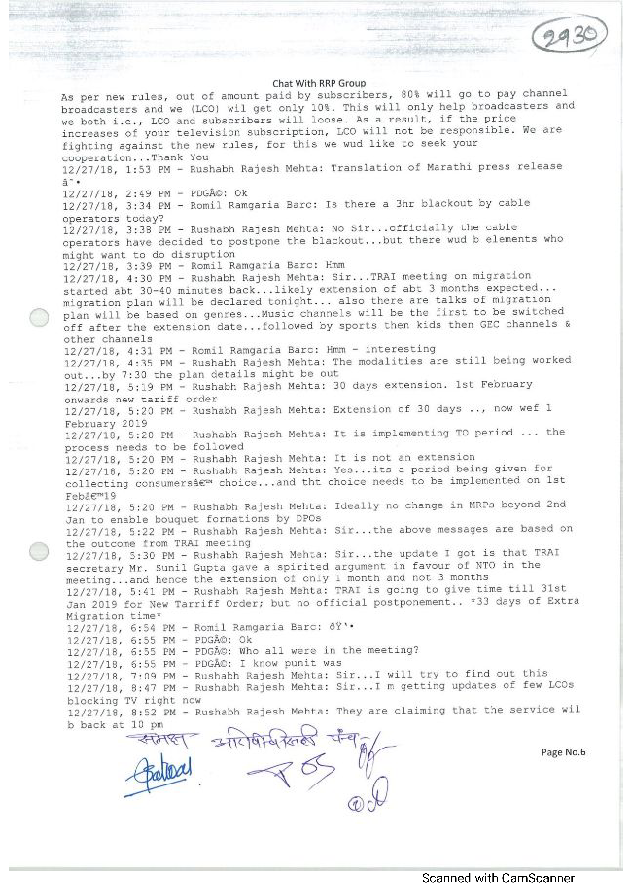 2930
Chat With RRP Group
As per new rules, out of amount paid by subscribers, 80% will go to pay channel
broadcasters and we (LCO) wil get only 10%. This will only help broadcasters and
we both i.e., LCO and subscribers will loose. As a result, if the price
increases of your television subscription, LCO will not be responsible. We are
fighting against the new rules, for this we wud like to seek your
cooperation...Thank You
12/27/18, 1:53 PM - Rushabh Rajesh Mehta: Translation of Marathi press release
â˜•
12/27/18, 2:49 PM - PDGÂ©: Ok
12/27/18, 3:34 PM - Romil Ramgaria Barc: Is there a 3hr blackout by cable
operators today?
12/27/18, 3:38 PM - Rushabh Rajesh Mehta: No Sir...officially the cable
operators have decided to postpone the blackout...but there wud b elements who
might want to do disruption
12/27/18, 3:39 PM - Romil Ramgaria Barc: Hmm
12/27/18, 4:30 PM - Rushabh Rajesh Mehta: Sir...TRAI meeting on migration
started abt 30-40 minutes back...likely extension of abt 3 months expected...
migration plan will be declared tonight... also there are talks of migration
plan will be based on genres...Music channels will be the first to be switched
off after the extension date...followed by sports then kids then GEC channels &
other channels
12/27/18, 4:31 PM - Romil Ramgaria Barc: Hmm - interesting
12/27/18, 4:35 PM - Rushabh Rajesh Mehta: The modalities are still being worked
out...by 7:30 the plan details might be out
12/27/18, 5:19 PM - Rushabh Rajesh Mehta: 30 days extension. 1st February
onwards new tariff order
12/27/18, 5:20 PM - Rushabh Rajesh Mehta: Extension of 30 days .., now wef 1
February 2019
12/27/18, 5:20 PM - Rushabh Rajesh Mehta: It is implementing TO period ... the
process needs to be followed
12/27/18, 5:20 PM - Rushabh Rajesh Mehta: It is not an extension
12/27/18, 5:20 PM - Rushabh Rajesh Mehta: Yes...its a period being given for
collecting consumersâ€™ choice...and tht choice needs to be implemented on 1st
Febâ€™19
12/27/18, 5:20 PM - Rushabh Rajesh Mehta: Ideally no change in MRPs beyond 2nd
Jan to enable bouquet formations by DPOs
12/27/18, 5:22 PM - Rushabh Rajesh Mehta: Sir...the above messages are based on
the outcome from TRAI meeting
12/27/18, 5:30 PM - Rushabh Rajesh Mehta: Sir...the update I got is that TRAI
secretary Mr. Sunil Gupta gave a spirited argument in favour of NTO in the
meeting...and hence the extension of only 1 month and not 3 months
12/27/18, 5:41 PM - Rushabh Rajesh Mehta: TRAI is going to give time till 31st
Jan 2019 for New Tarriff Order; but no official postponement.. *33 days of Extra
Migration time*
12/27/18, 6:54 PM - Romil Ramgaria Barc: ðŸ‘•
12/27/18, 6:55 PM - PDGÂ©: Ok
12/27/18, 6:55 PM - PDGÂ©: Who all were in the meeting?
12/27/18, 6:55 PM - PDGÂ©: I know punit was
12/27/18, 7:09 PM - Rushabh Rajesh Mehta: Sir...I will try to find out this
12/27/18, 8:47 PM - Rushabh Rajesh Mehta: Sir...I m getting updates of few LCOs
blocking TV right now
12/27/18, 8:52 PM - Rushabh Rajesh Mehta: They are claiming that the service wil
b back at 10 pm
समक्ष
पंच
Page No.6
Scanned with CamScanner